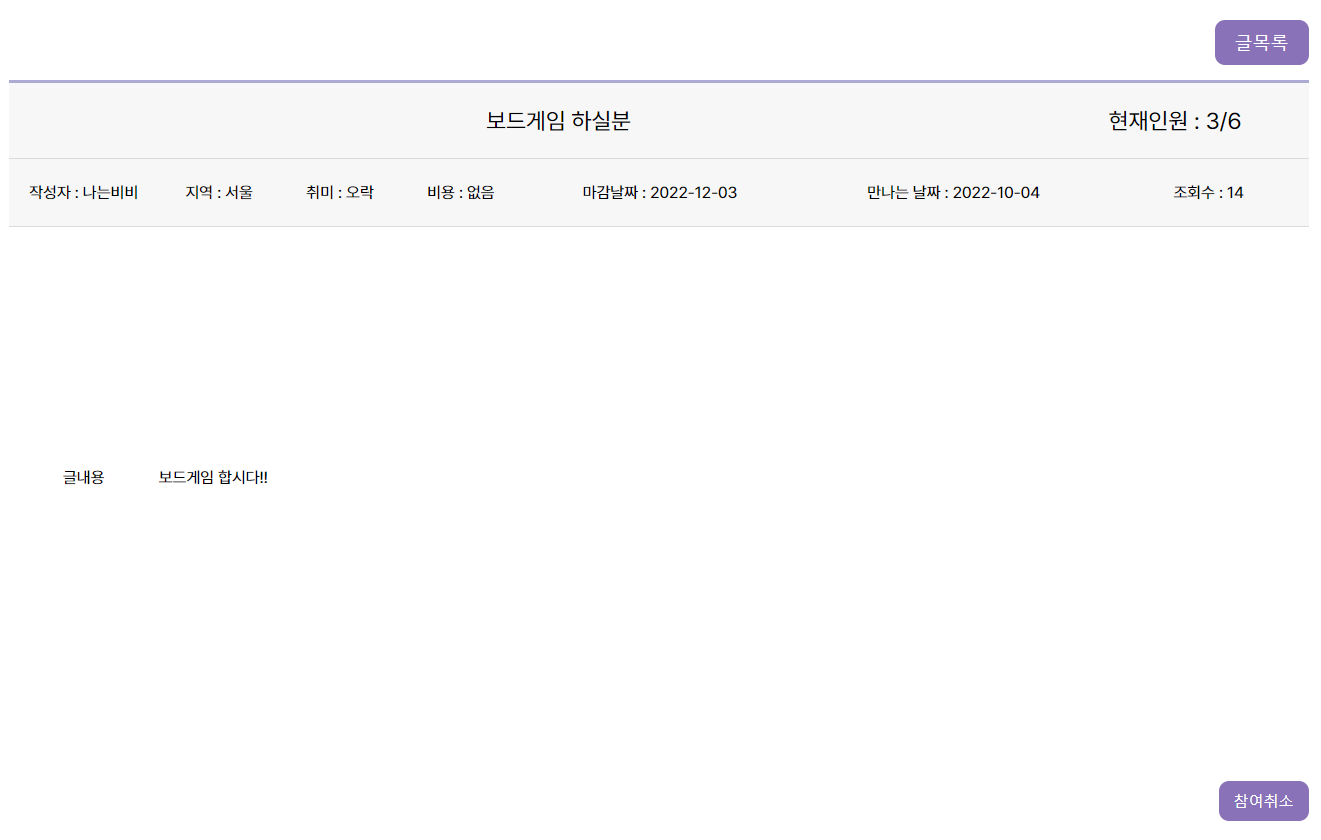 글목록
보드게임 하실분 현재인원 : 3/6
작성자 : 나는비비 지역 : 서울 취미 : 오락 비용 : 없음 마감날짜 : 2022-12-03 만나는 날짜 : 2022-10-04 조회수 : 14
글내용 보드게임 합시다!!
참여취소